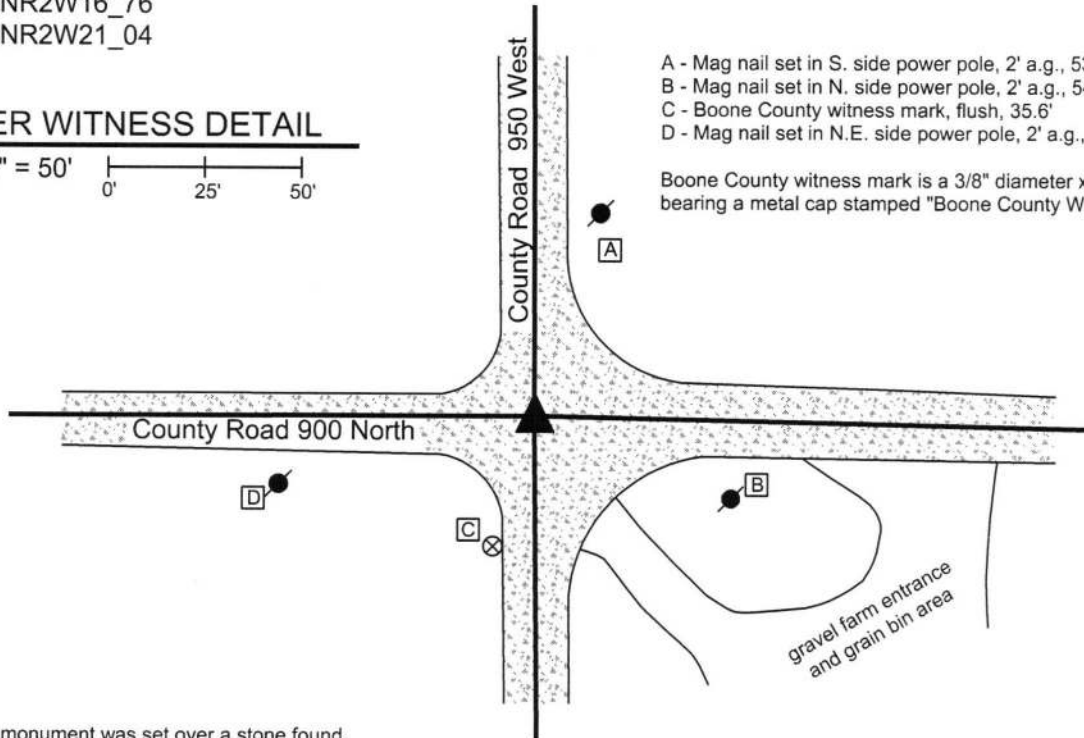 NR2W16_76
NR2W21_04
ER WITNESS DETAIL
" = 50'
0' 25' 50'
County Road 950 West
A - Mag nail set in S. side power pole, 2' a.g., 53
B - Mag nail set in N. side power pole, 2' a.g., 54
C - Boone County witness mark, flush, 35.6'
D - Mag nail set in N.E. side power pole, 2' a.g.,
Boone County witness mark is a 3/8" diameter x
bearing a metal cap stamped "Boone County W
A
County Road 900 North
D
C
B
gravel farm entrance
and grain bin area
monument was set over a stone found